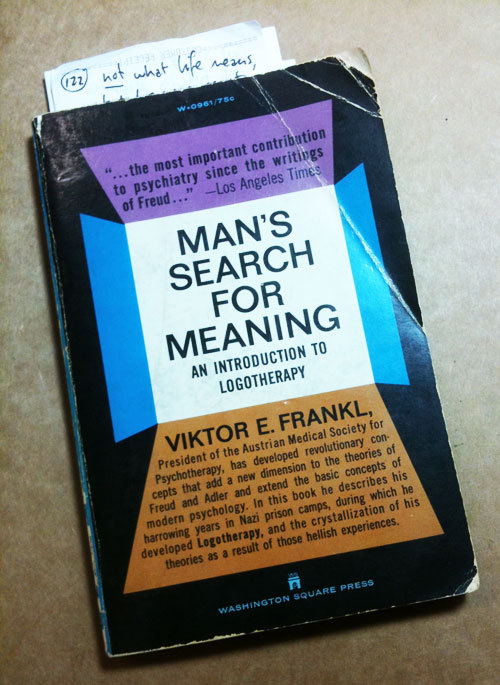 (122) not what life means,
W•0961/75c
"...the most important contribution
to psychiatry since the writings
of Freud..." —Los Angeles Times
MAN'S
SEARCH
FOR
MEANING
AN INTRODUCTION TO
LOGOTHERAPY
VIKTOR E. FRANKL,
President of the Austrian Medical Society for
Psychotherapy, has developed revolutionary con-
cepts that add a new dimension to the theories of
Freud and Adler and extend the basic concepts of
modern psychology. In this book he describes his
harrowing years in Nazi prison camps, during which he
developed Logotherapy, and the crystallization of his
theories as a result of those hellish experiences.
WASHINGTON SQUARE PRESS